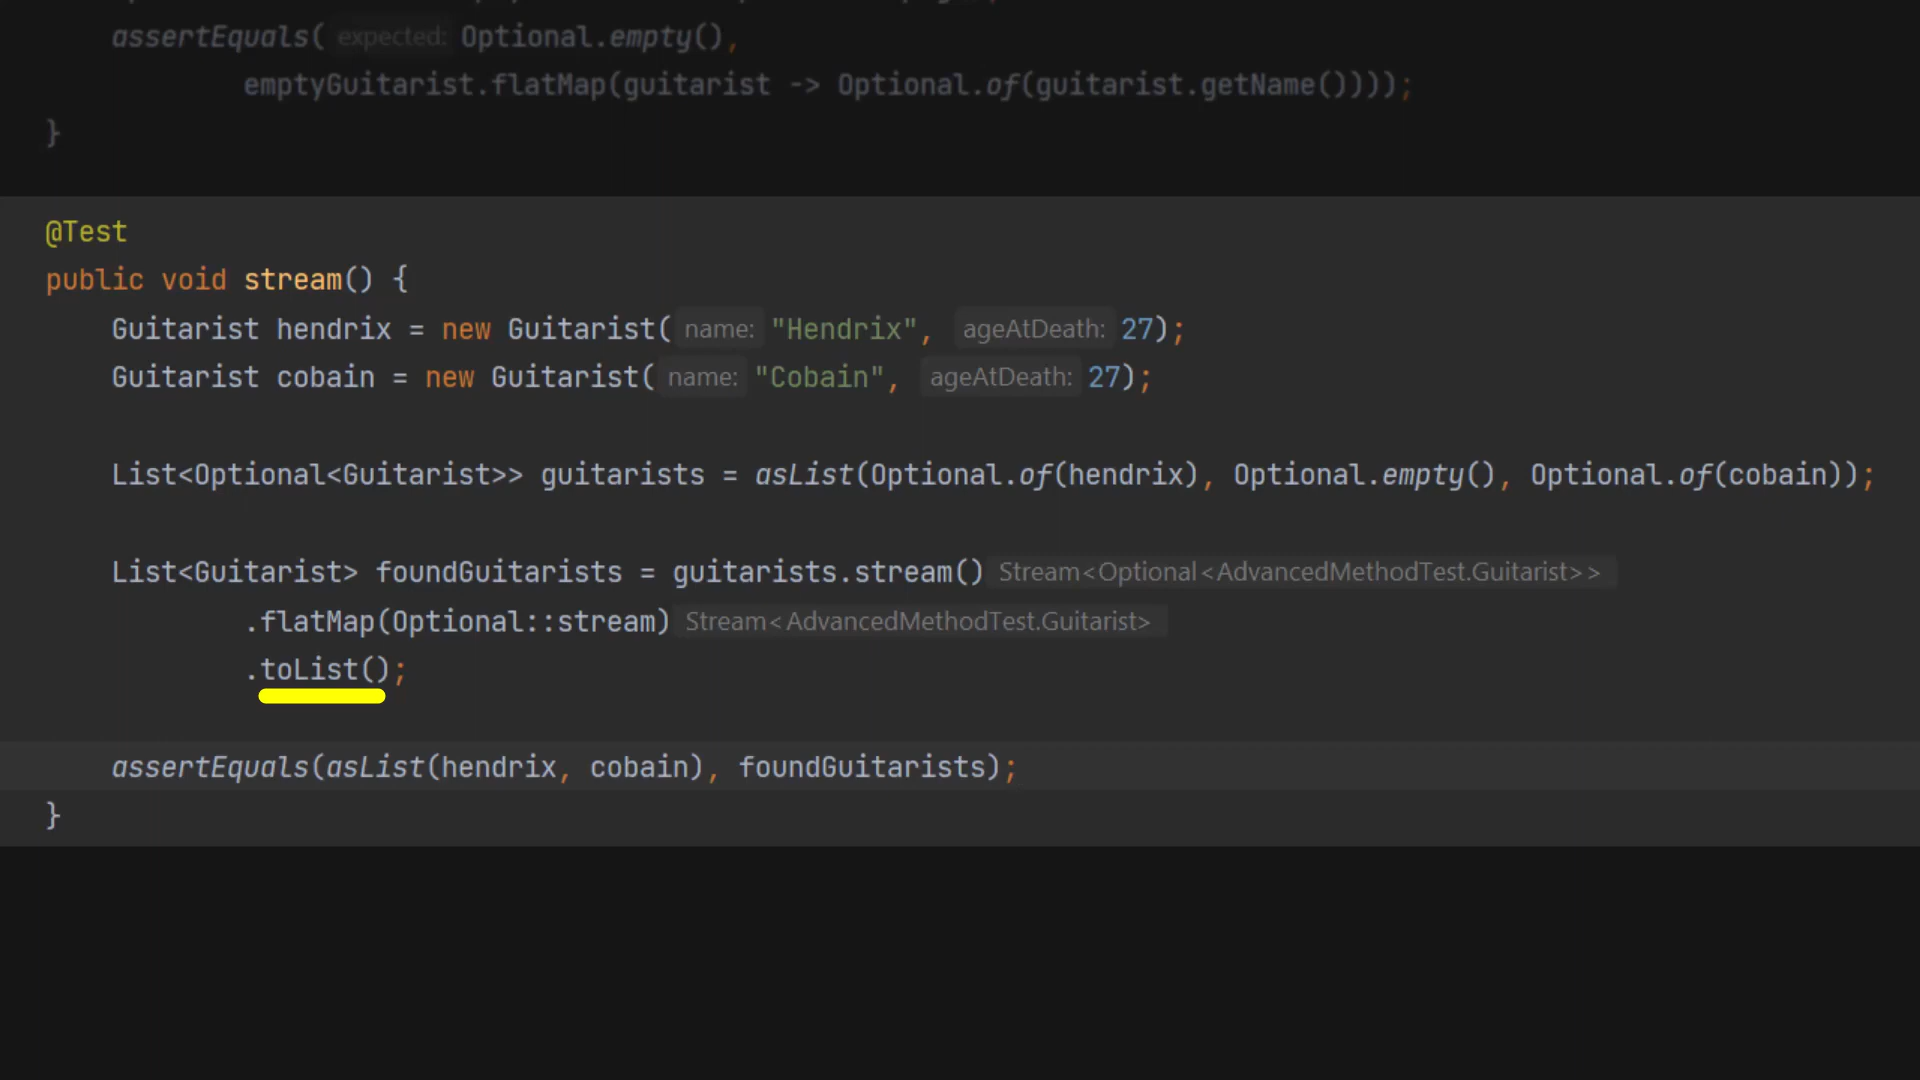 assertEquals( expected: Optional.empty(),
emptyGuitarist.flatMap(guitarist -> Optional.of(guitarist.getName())));
}
@Test
public void stream() {
Guitarist hendrix = new Guitarist( name: "Hendrix", ageAtDeath: 27);
Guitarist cobain = new Guitarist( name: "Cobain", ageAtDeath: 27);
List<Optional<Guitarist>> guitarists = asList(Optional.of(hendrix), Optional.empty(), Optional.of(cobain));
List<Guitarist> foundGuitarists = guitarists.stream() Stream<Optional<AdvancedMethodTest.Guitarist>>
.flatMap(Optional::stream) Stream<AdvancedMethodTest.Guitarist>
.toList();
assertEquals(asList(hendrix, cobain), foundGuitarists);
}